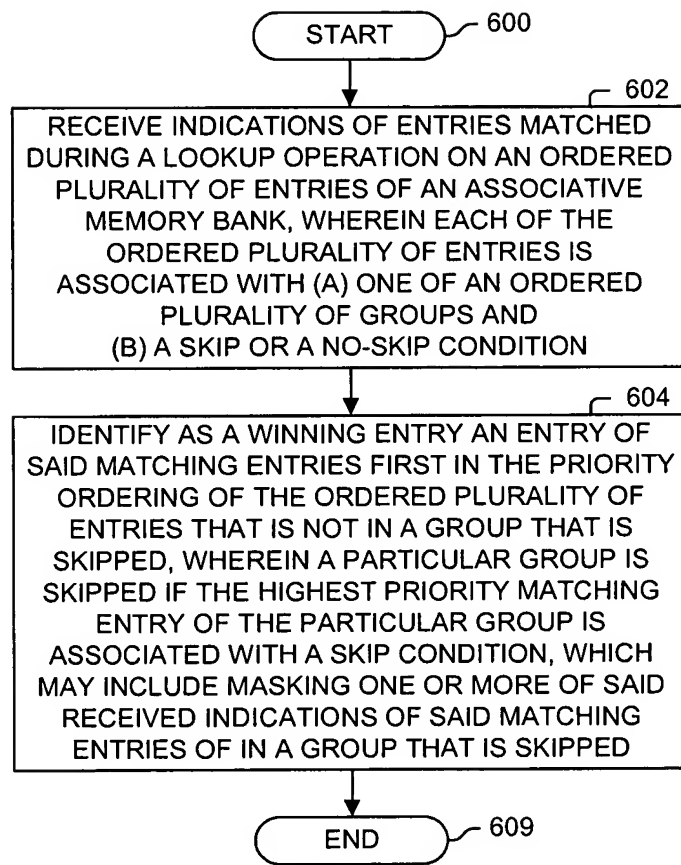 START
600
602
RECEIVE INDICATIONS OF ENTRIES MATCHED
DURING A LOOKUP OPERATION ON AN ORDERED
PLURALITY OF ENTRIES OF AN ASSOCIATIVE
MEMORY BANK, WHEREIN EACH OF THE
ORDERED PLURALITY OF ENTRIES IS
ASSOCIATED WITH (A) ONE OF AN ORDERED
PLURALITY OF GROUPS AND
(B) A SKIP OR A NO-SKIP CONDITION
604
IDENTIFY AS A WINNING ENTRY AN ENTRY OF
SAID MATCHING ENTRIES FIRST IN THE PRIORITY
ORDERING OF THE ORDERED PLURALITY OF
ENTRIES THAT IS NOT IN A GROUP THAT IS
SKIPPED, WHEREIN A PARTICULAR GROUP IS
SKIPPED IF THE HIGHEST PRIORITY MATCHING
ENTRY OF THE PARTICULAR GROUP IS
ASSOCIATED WITH A SKIP CONDITION, WHICH
MAY INCLUDE MASKING ONE OR MORE OF SAID
RECEIVED INDICATIONS OF SAID MATCHING
ENTRIES OF IN A GROUP THAT IS SKIPPED
END
609